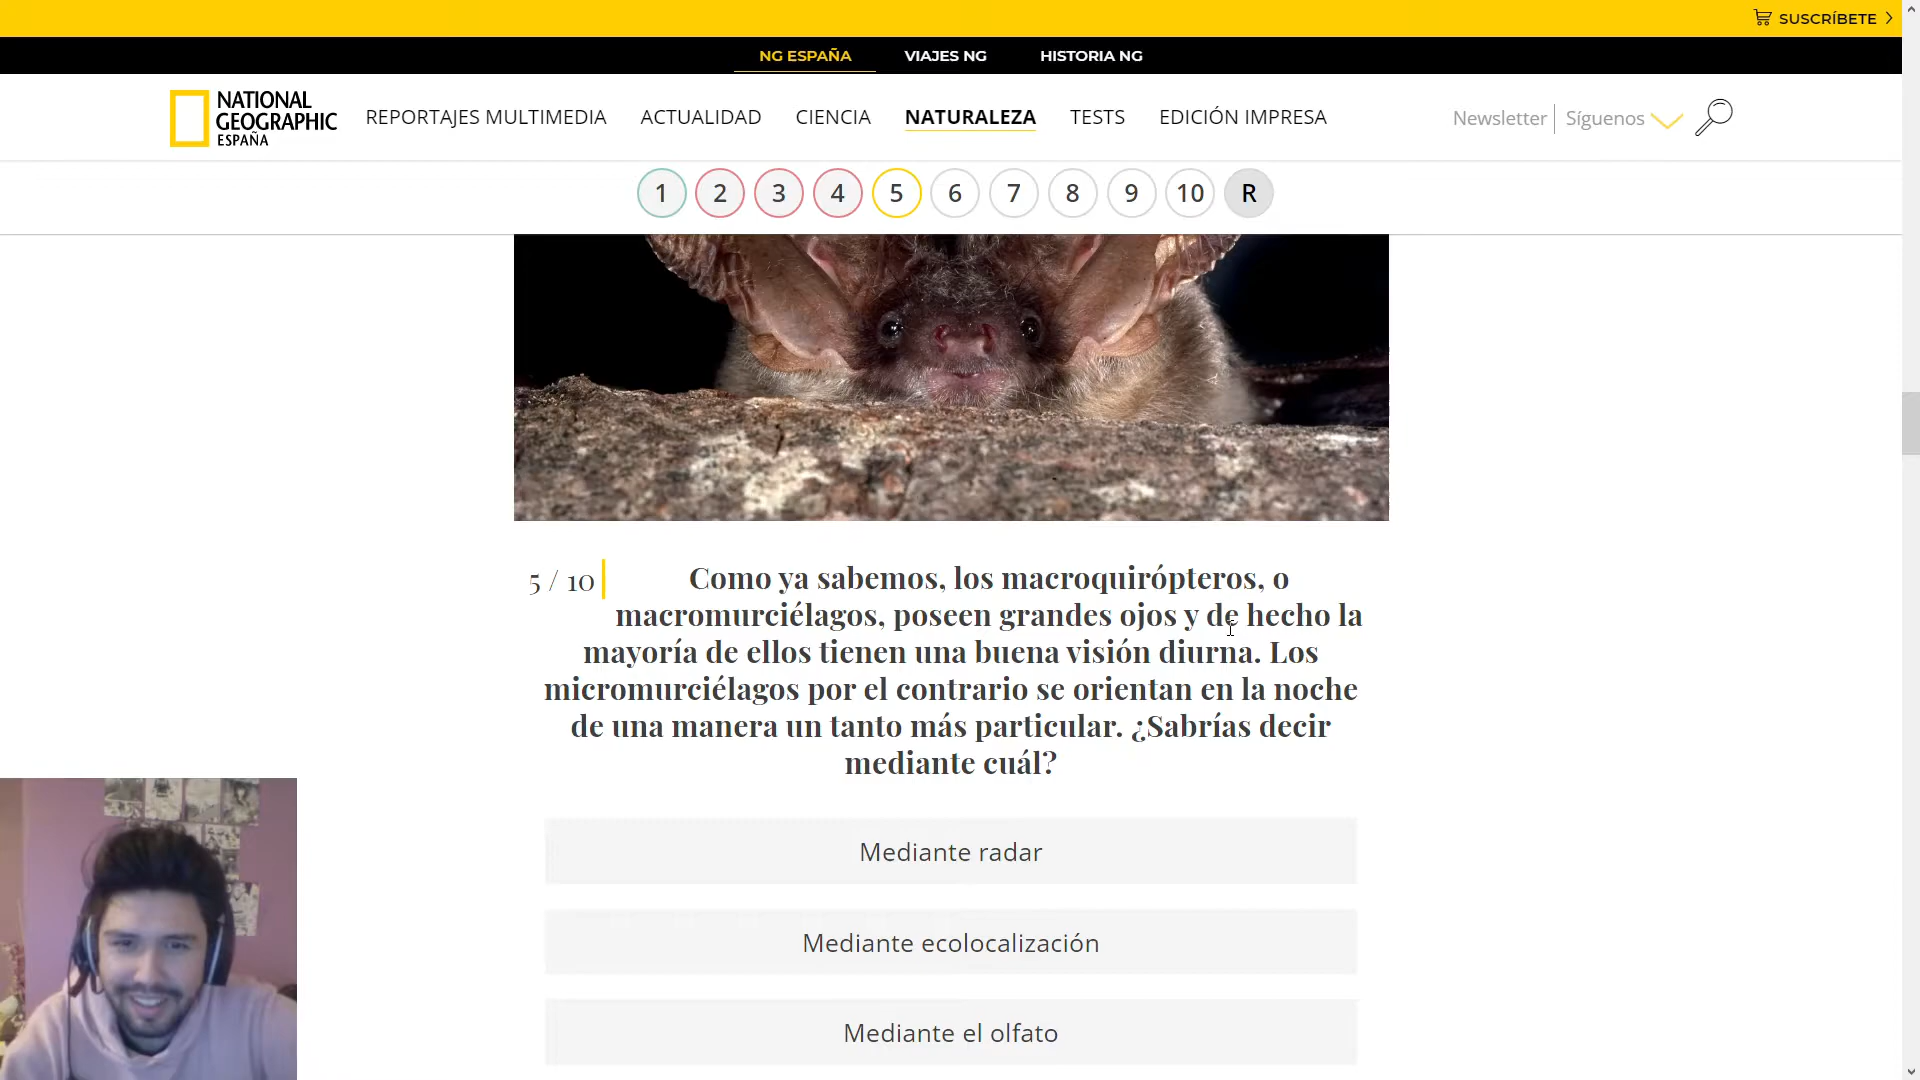 SUSCRÍBETE
NG ESPAÑA VIAJES NG HISTORIA NG
NATIONAL
GEOGRAPHIC
ESPAÑA
REPORTAJES MULTIMEDIA ACTUALIDAD CIENCIA NATURALEZA TESTS EDICIÓN IMPRESA
Newsletter Síguenos
1 2 3 4 5 6 7 8 9 10 R
5 / 10
Como ya sabemos, los macroquirópteros, o
macromurciélagos, poseen grandes ojos y de hecho la
mayoría de ellos tienen una buena visión diurna. Los
micromurciélagos por el contrario se orientan en la noche
de una manera un tanto más particular. ¿Sabrías decir
mediante cuál?
Mediante radar
Mediante ecolocalización
Mediante el olfato